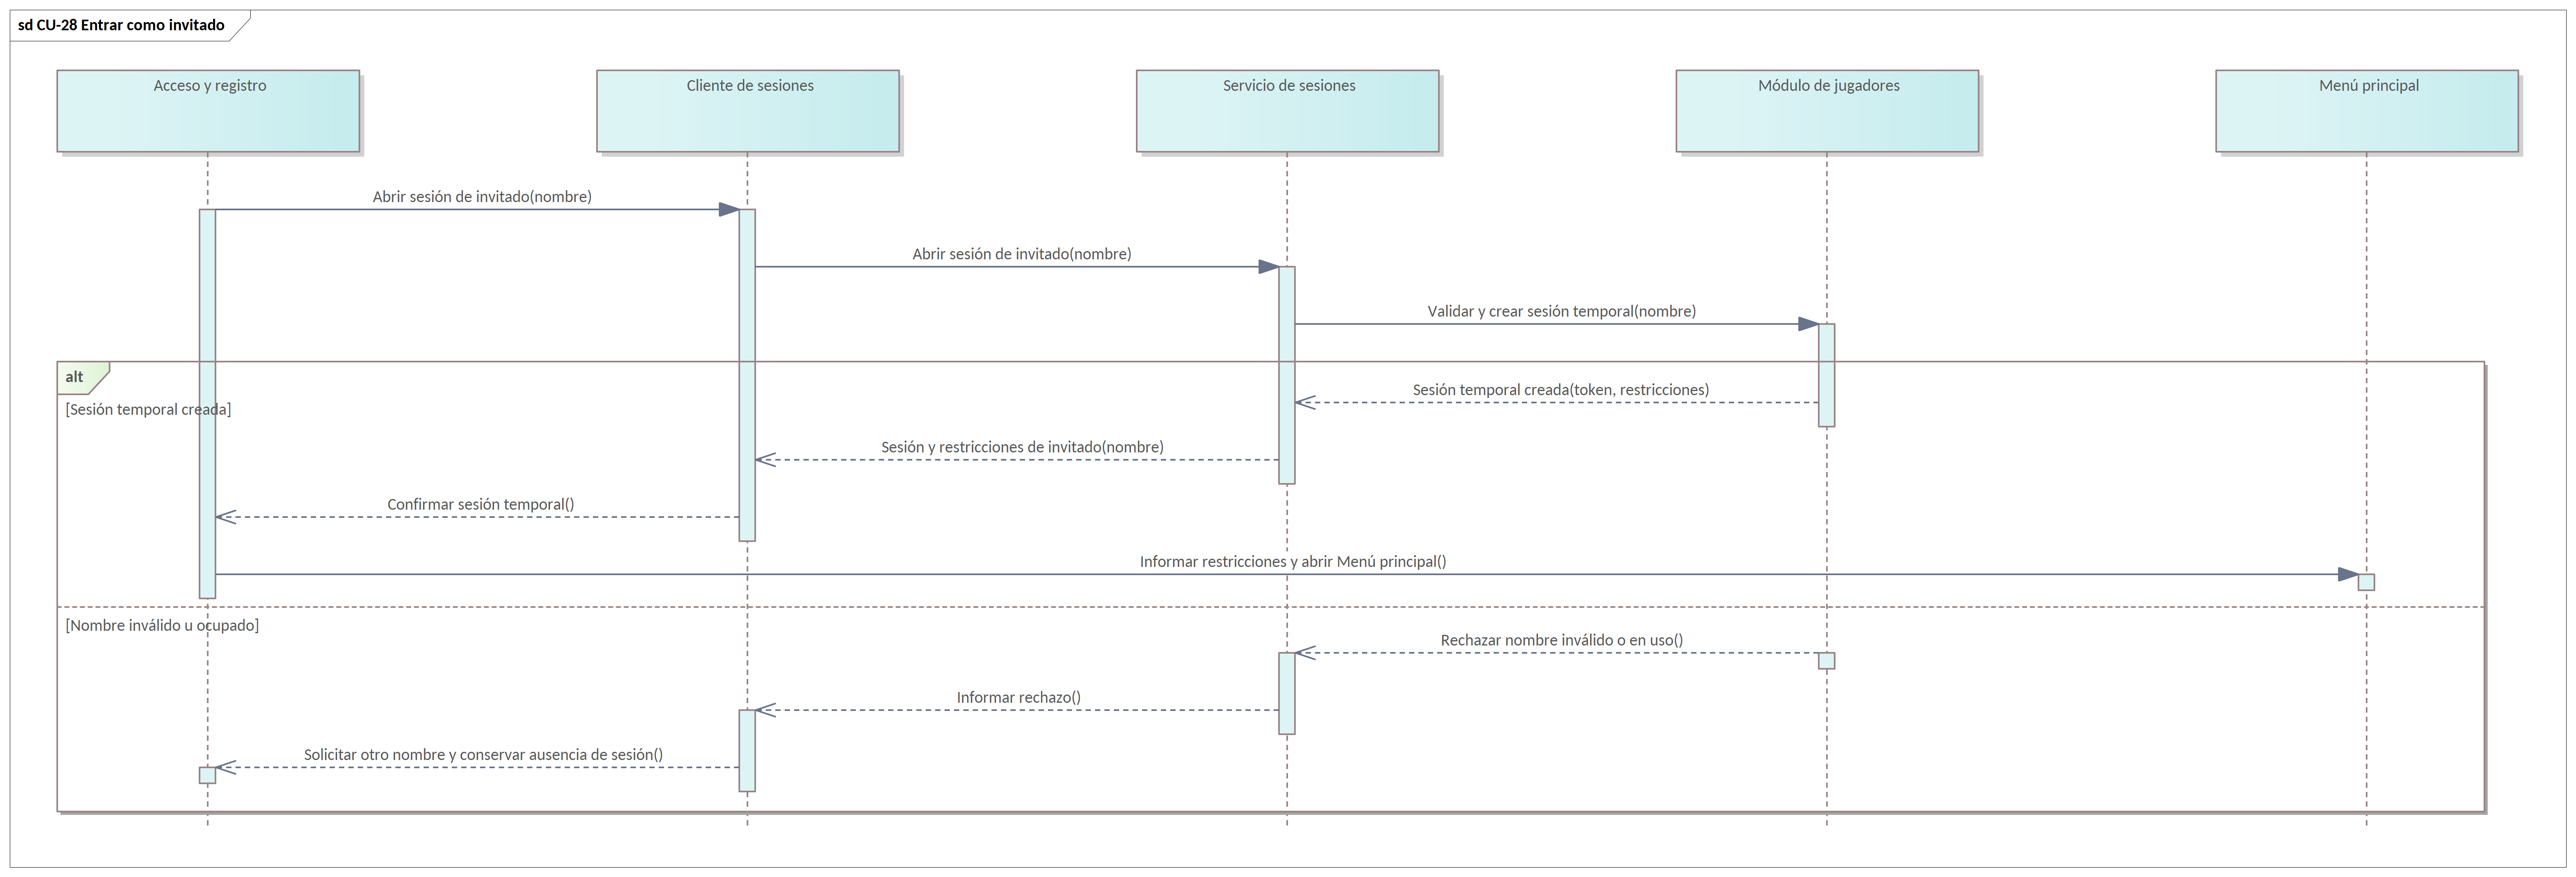 sd CU-28 Entrar como invitado
Acceso y registro
Cliente de sesiones
Servicio de sesiones
Módulo de jugadores
Menú principal
Abrir sesión de invitado(nombre)
Abrir sesión de invitado(nombre)
Validar y crear sesión temporal(nombre)
alt
[Sesión temporal creada]
Sesión temporal creada(token, restricciones)
Sesión y restricciones de invitado(nombre)
Confirmar sesión temporal()
Informar restricciones y abrir Menú principal()
[Nombre inválido u ocupado]
Rechazar nombre inválido o en uso()
Informar rechazo()
Solicitar otro nombre y conservar ausencia de sesión()